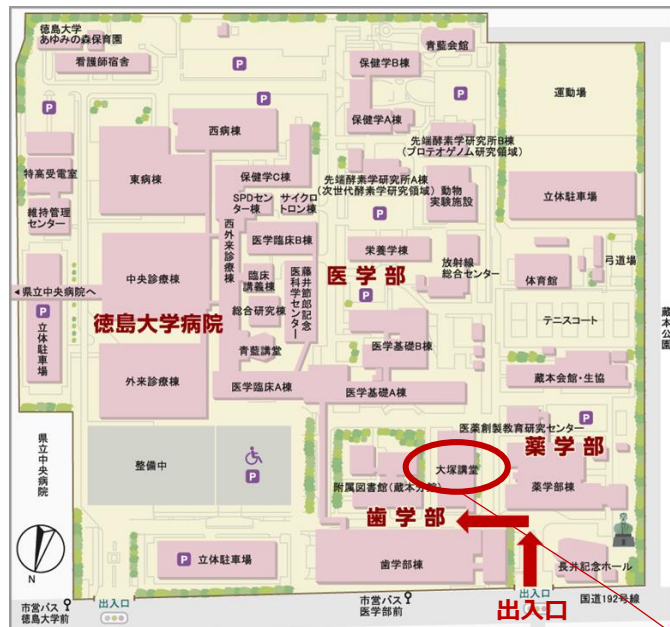 徳島大学
あゆみの森保育園
看護師宿舎
P
青藍会館
保健学B棟
P
P
運動場
P
西病棟
保健学A棟
先端酵素学研究所B棟
(プロテオゲノム研究領域)
特高受電室
東病棟
保健学C棟
先端酵素学研究所A棟
(次世代酵素学研究領域)
動物
実験施設
立体駐車場
維持管理
センター
SPDセン
ター棟
サイクロ
トロン棟
P
西外来診療棟
医学臨床B棟
栄養学棟
放射線
総合センター
弓道場
体育館
中央診療棟
臨床
講義棟
藤井節郎記念
医科学センター
医学部
県立中央病院へ
P
P
総合研究棟
テニスコート
蔵本公園
徳島大学病院
立体駐車場
青藍講堂
医学基礎B棟
外来診療棟
医学臨床A棟
医学基礎A棟
蔵本会館・生協
医薬創製教育研究センター
P
薬学部
県立中央病院
整備中
P
大塚講堂
附属図書館(蔵本分館)
薬学部棟
歯学部
N
P 立体駐車場
歯学部棟
長井記念ホール
市営バス
徳島大学前
出入口
市営バス
医学部前
出入口
出入口
国道192号線